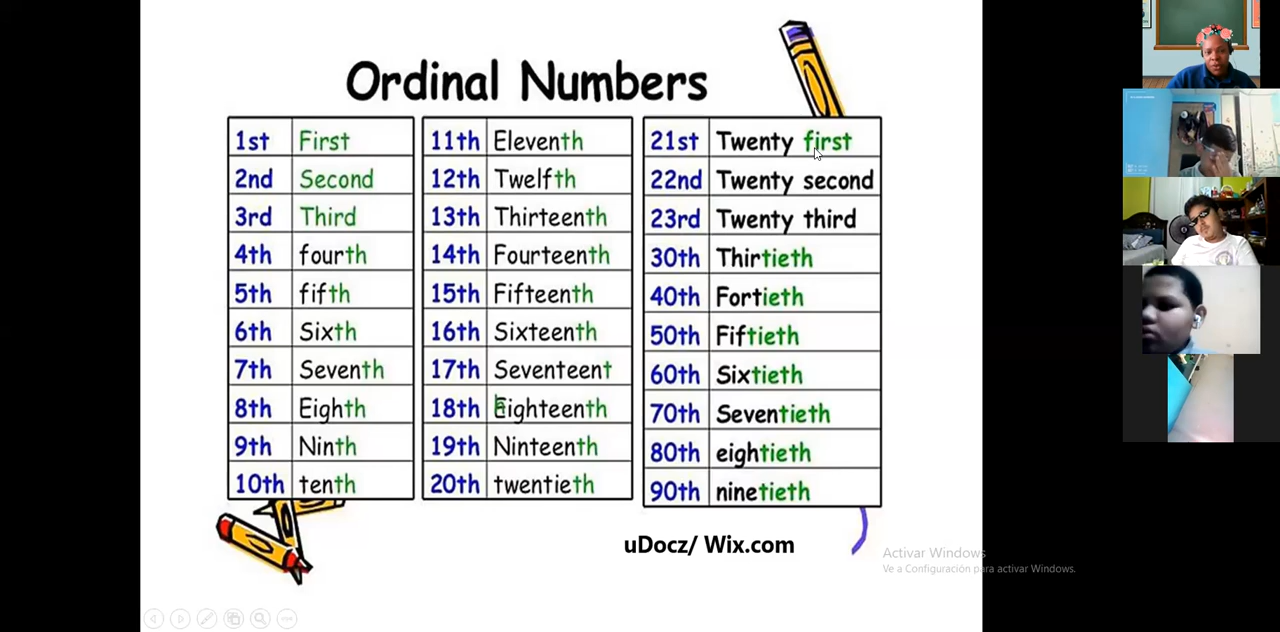 Ordinal Numbers
1st First
2nd Second
3rd Third
4th fourth
5th fifth
6th Sixth
7th Seventh
8th Eighth
9th Ninth
10th tenth
11th Eleventh
12th Twelfth
13th Thirteenth
14th Fourteenth
15th Fifteenth
16th Sixteenth
17th Seventeent
18th Eighteenth
19th Ninteenth
20th twentieth
21st Twenty first
22nd Twenty second
23rd Twenty third
30th Thirtieth
40th Fortieth
50th Fiftieth
60th Sixtieth
70th Seventieth
80th eightieth
90th ninetieth
uDocz/ Wix.com
Activar Windows
Ve a Configuración para activar Windows.